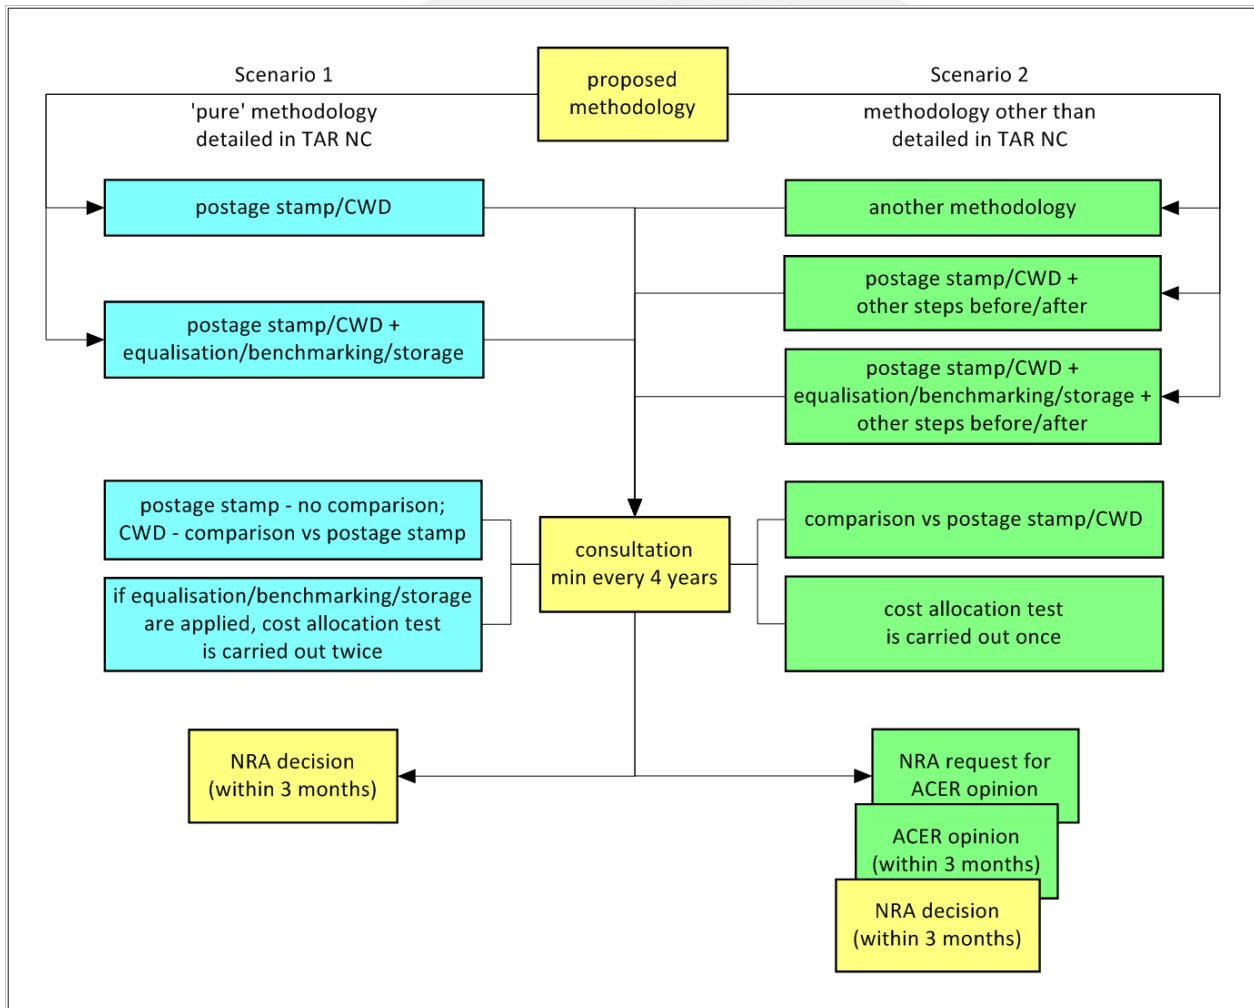 Scenario 1
'pure' methodology
detailed in TAR NC
proposed
methodology
Scenario 2
methodology other than
detailed in TAR NC
postage stamp/CWD
another methodology
postage stamp/CWD +
other steps before/after
postage stamp/CWD +
equalisation/benchmarking/storage
postage stamp/CWD +
equalisation/benchmarking/storage +
other steps before/after
postage stamp - no comparison;
CWD - comparison vs postage stamp
consultation
min every 4 years
comparison vs postage stamp/CWD
if equalisation/benchmarking/storage
are applied, cost allocation test
is carried out twice
cost allocation test
is carried out once
NRA decision
(within 3 months)
NRA request for
ACER opinion
ACER opinion
(within 3 months)
NRA decision
(within 3 months)